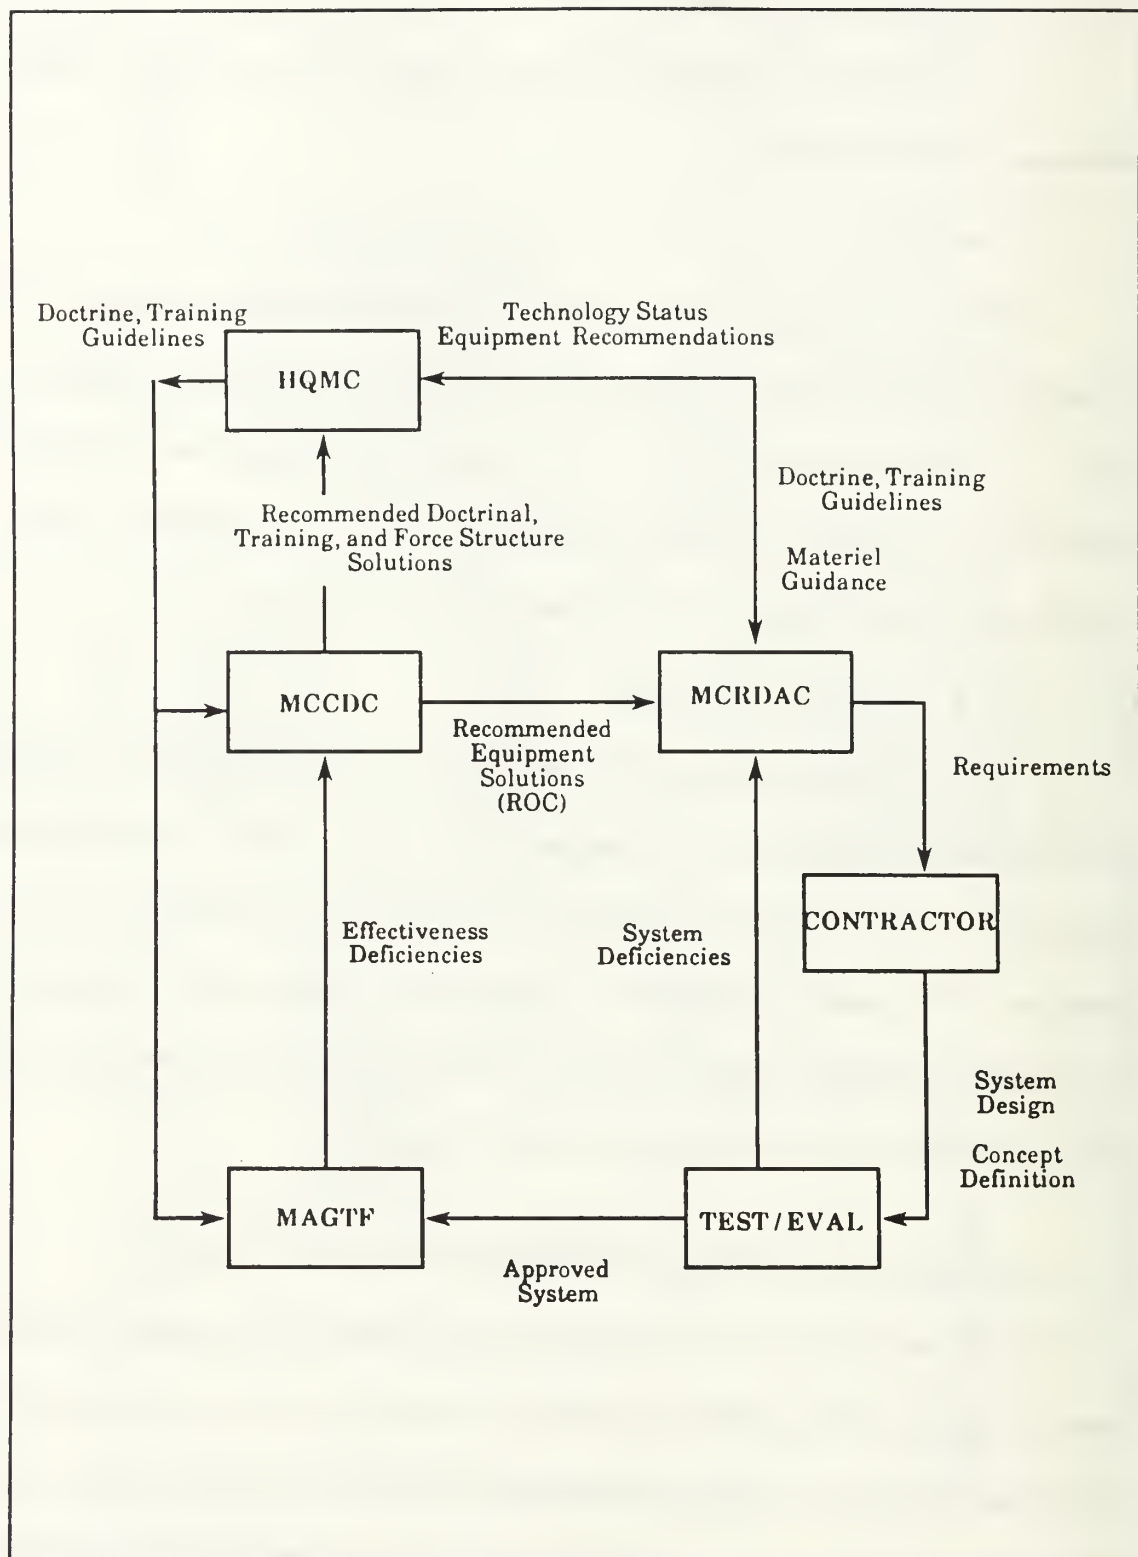 Doctrine, Training
Guidelines
Technology Status
Equipment Recommendations
HQMC
Doctrine, Training
Guidelines
Materiel
Guidance
Recommended Doctrinal,
Training, and Force Structure
Solutions
MCCDC
MCRDAC
Recommended
Equipment
Solutions
(ROC)
Requirements
CONTRACTOR
Effectiveness
Deficiencies
System
Deficiencies
System
Design
Concept
Definition
MAGTF
TEST/EVAL
Approved
System